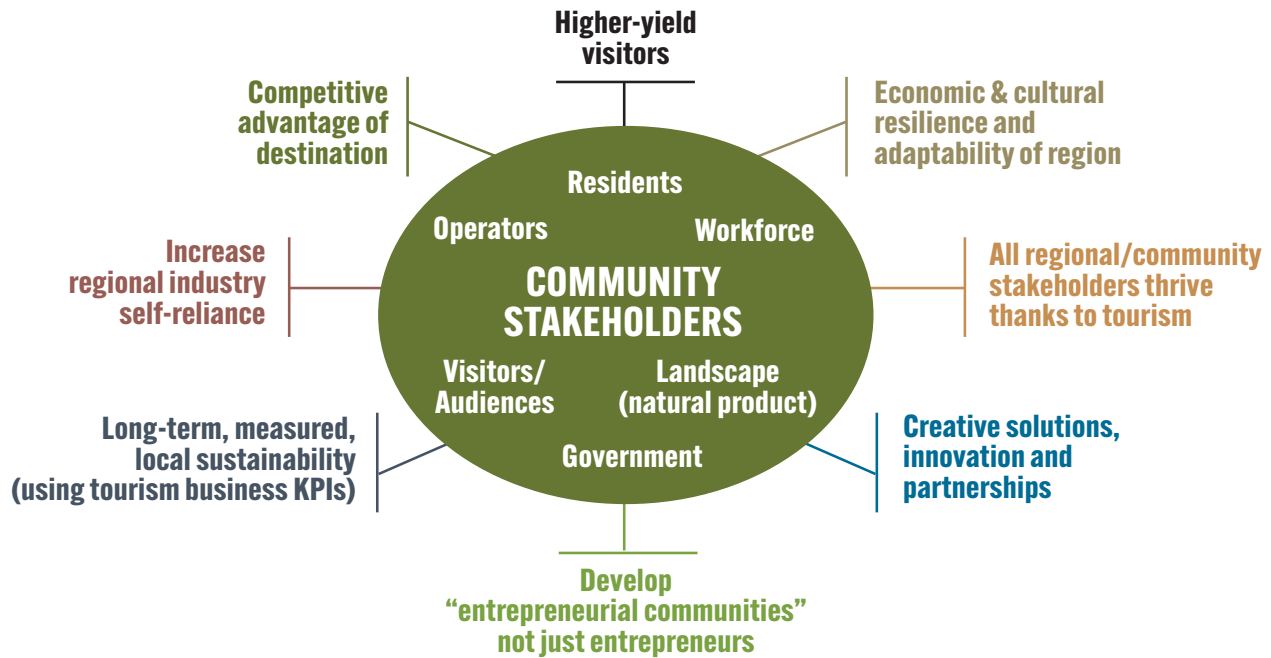 Higher-yield
visitors
Competitive
advantage of
destination
Economic & cultural
resilience and
adaptability of region
Residents
Operators
Workforce
Increase
regional industry
self-reliance
COMMUNITY
STAKEHOLDERS
All regional/community
stakeholders thrive
thanks to tourism
Visitors/
Audiences
Landscape
(natural product)
Government
Long-term, measured,
local sustainability
(using tourism business KPIs)
Creative solutions,
innovation and
partnerships
Develop
“entrepreneurial communities”
not just entrepreneurs